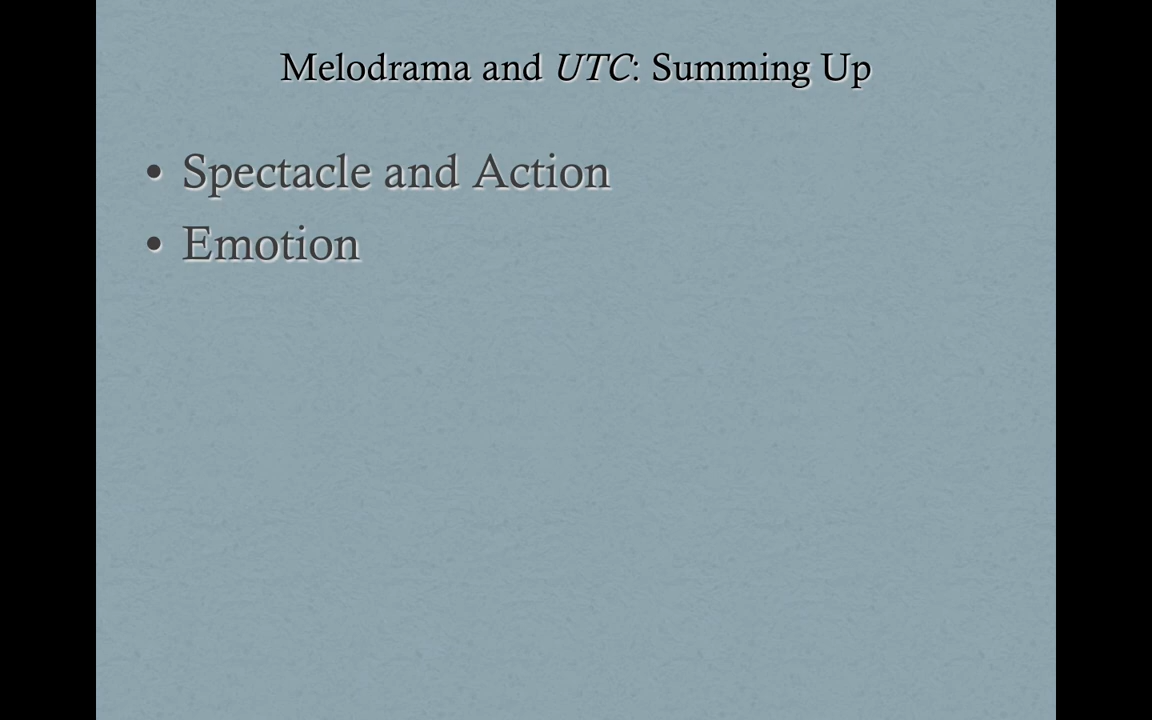 Melodrama and UTC: Summing Up
• Spectacle and Action
• Emotion